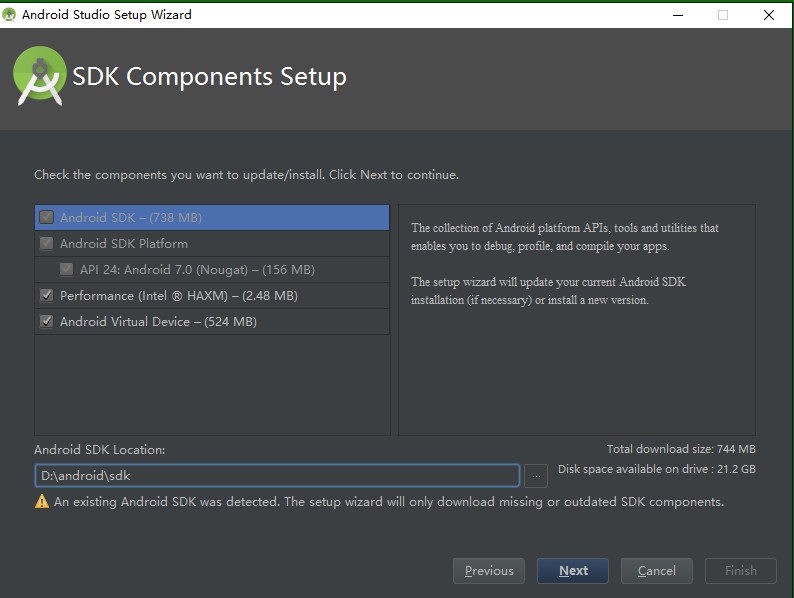 Android Studio Setup Wizard
SDK Components Setup
Check the components you want to update/install. Click Next to continue.
Android SDK – (738 MB)
Android SDK Platform
API 24: Android 7.0 (Nougat) – (156 MB)
Performance (Intel ® HAXM) – (2.48 MB)
Android Virtual Device – (524 MB)
The collection of Android platform APIs, tools and utilities that
enables you to debug, profile, and compile your apps.
The setup wizard will update your current Android SDK
installation (if necessary) or install a new version.
Android SDK Location:
Total download size: 744 MB
D:\android\sdk
...
Disk space available on drive : 21.2 GB
An existing Android SDK was detected. The setup wizard will only download missing or outdated SDK components.
Previous
Next
Cancel
Finish